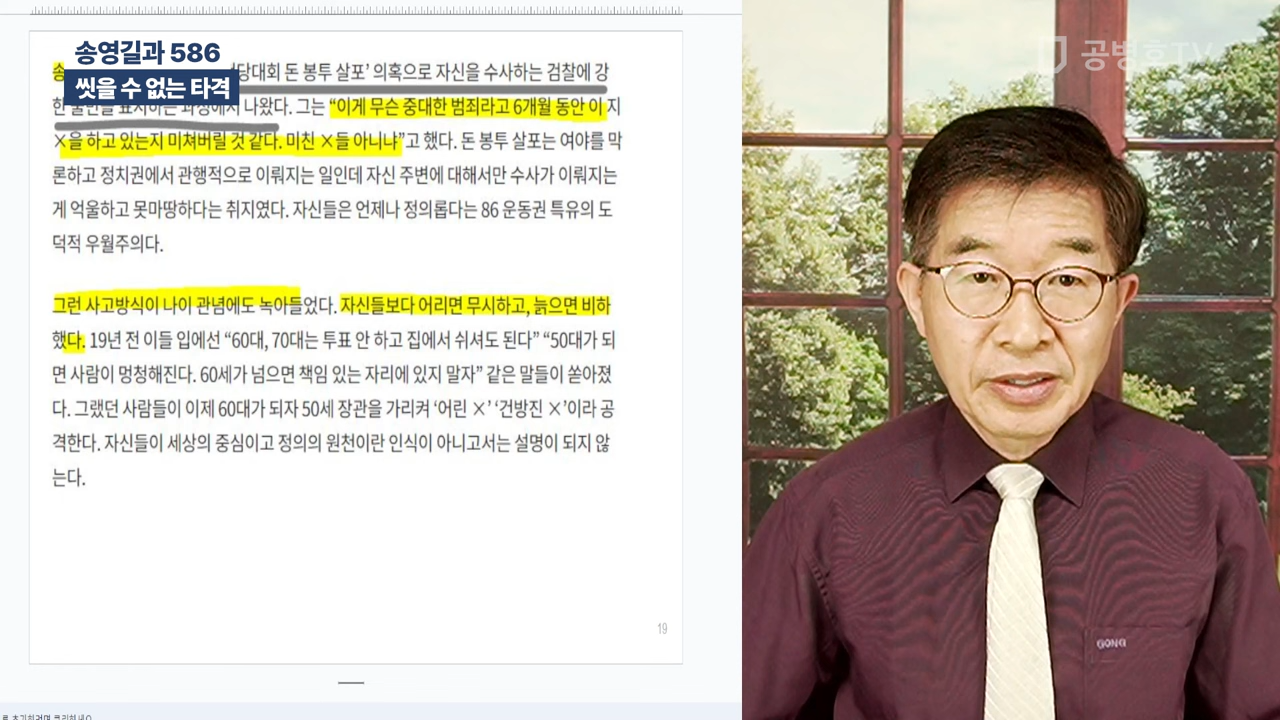 송영길과 586
씻을 수 없는 타격
공병호TV
송 당대회 돈 봉투 살포’ 의혹으로 자신을 수사하는 검찰에 강
한 불만을 표시하는 과정에서 나왔다. 그는 “이게 무슨 중대한 범죄라고 6개월 동안 이 지
×을 하고 있는지 미쳐버릴 것 같다. 미친 ×들 아니냐”고 했다. 돈 봉투 살포는 여야를 막
론하고 정치권에서 관행적으로 이뤄지는 일인데 자신 주변에 대해서만 수사가 이뤄지는
게 억울하고 못마땅하다는 취지였다. 자신들은 언제나 정의롭다는 86 운동권 특유의 도
덕적 우월주의다.
그런 사고방식이 나이 관념에도 녹아들었다. 자신들보다 어리면 무시하고, 늙으면 비하
했다. 19년 전 이들 입에선 “60대, 70대는 투표 안 하고 집에서 쉬셔도 된다” “50대가 되
면 사람이 멍청해진다. 60세가 넘으면 책임 있는 자리에 있지 말자” 같은 말들이 쏟아졌
다. 그랬던 사람들이 이제 60대가 되자 50세 장관을 가리켜 ‘어린 ×’ ‘건방진 ×’이라 공
격한다. 자신들이 세상의 중심이고 정의의 원천이란 인식이 아니고서는 설명이 되지 않
는다.
19
GONG